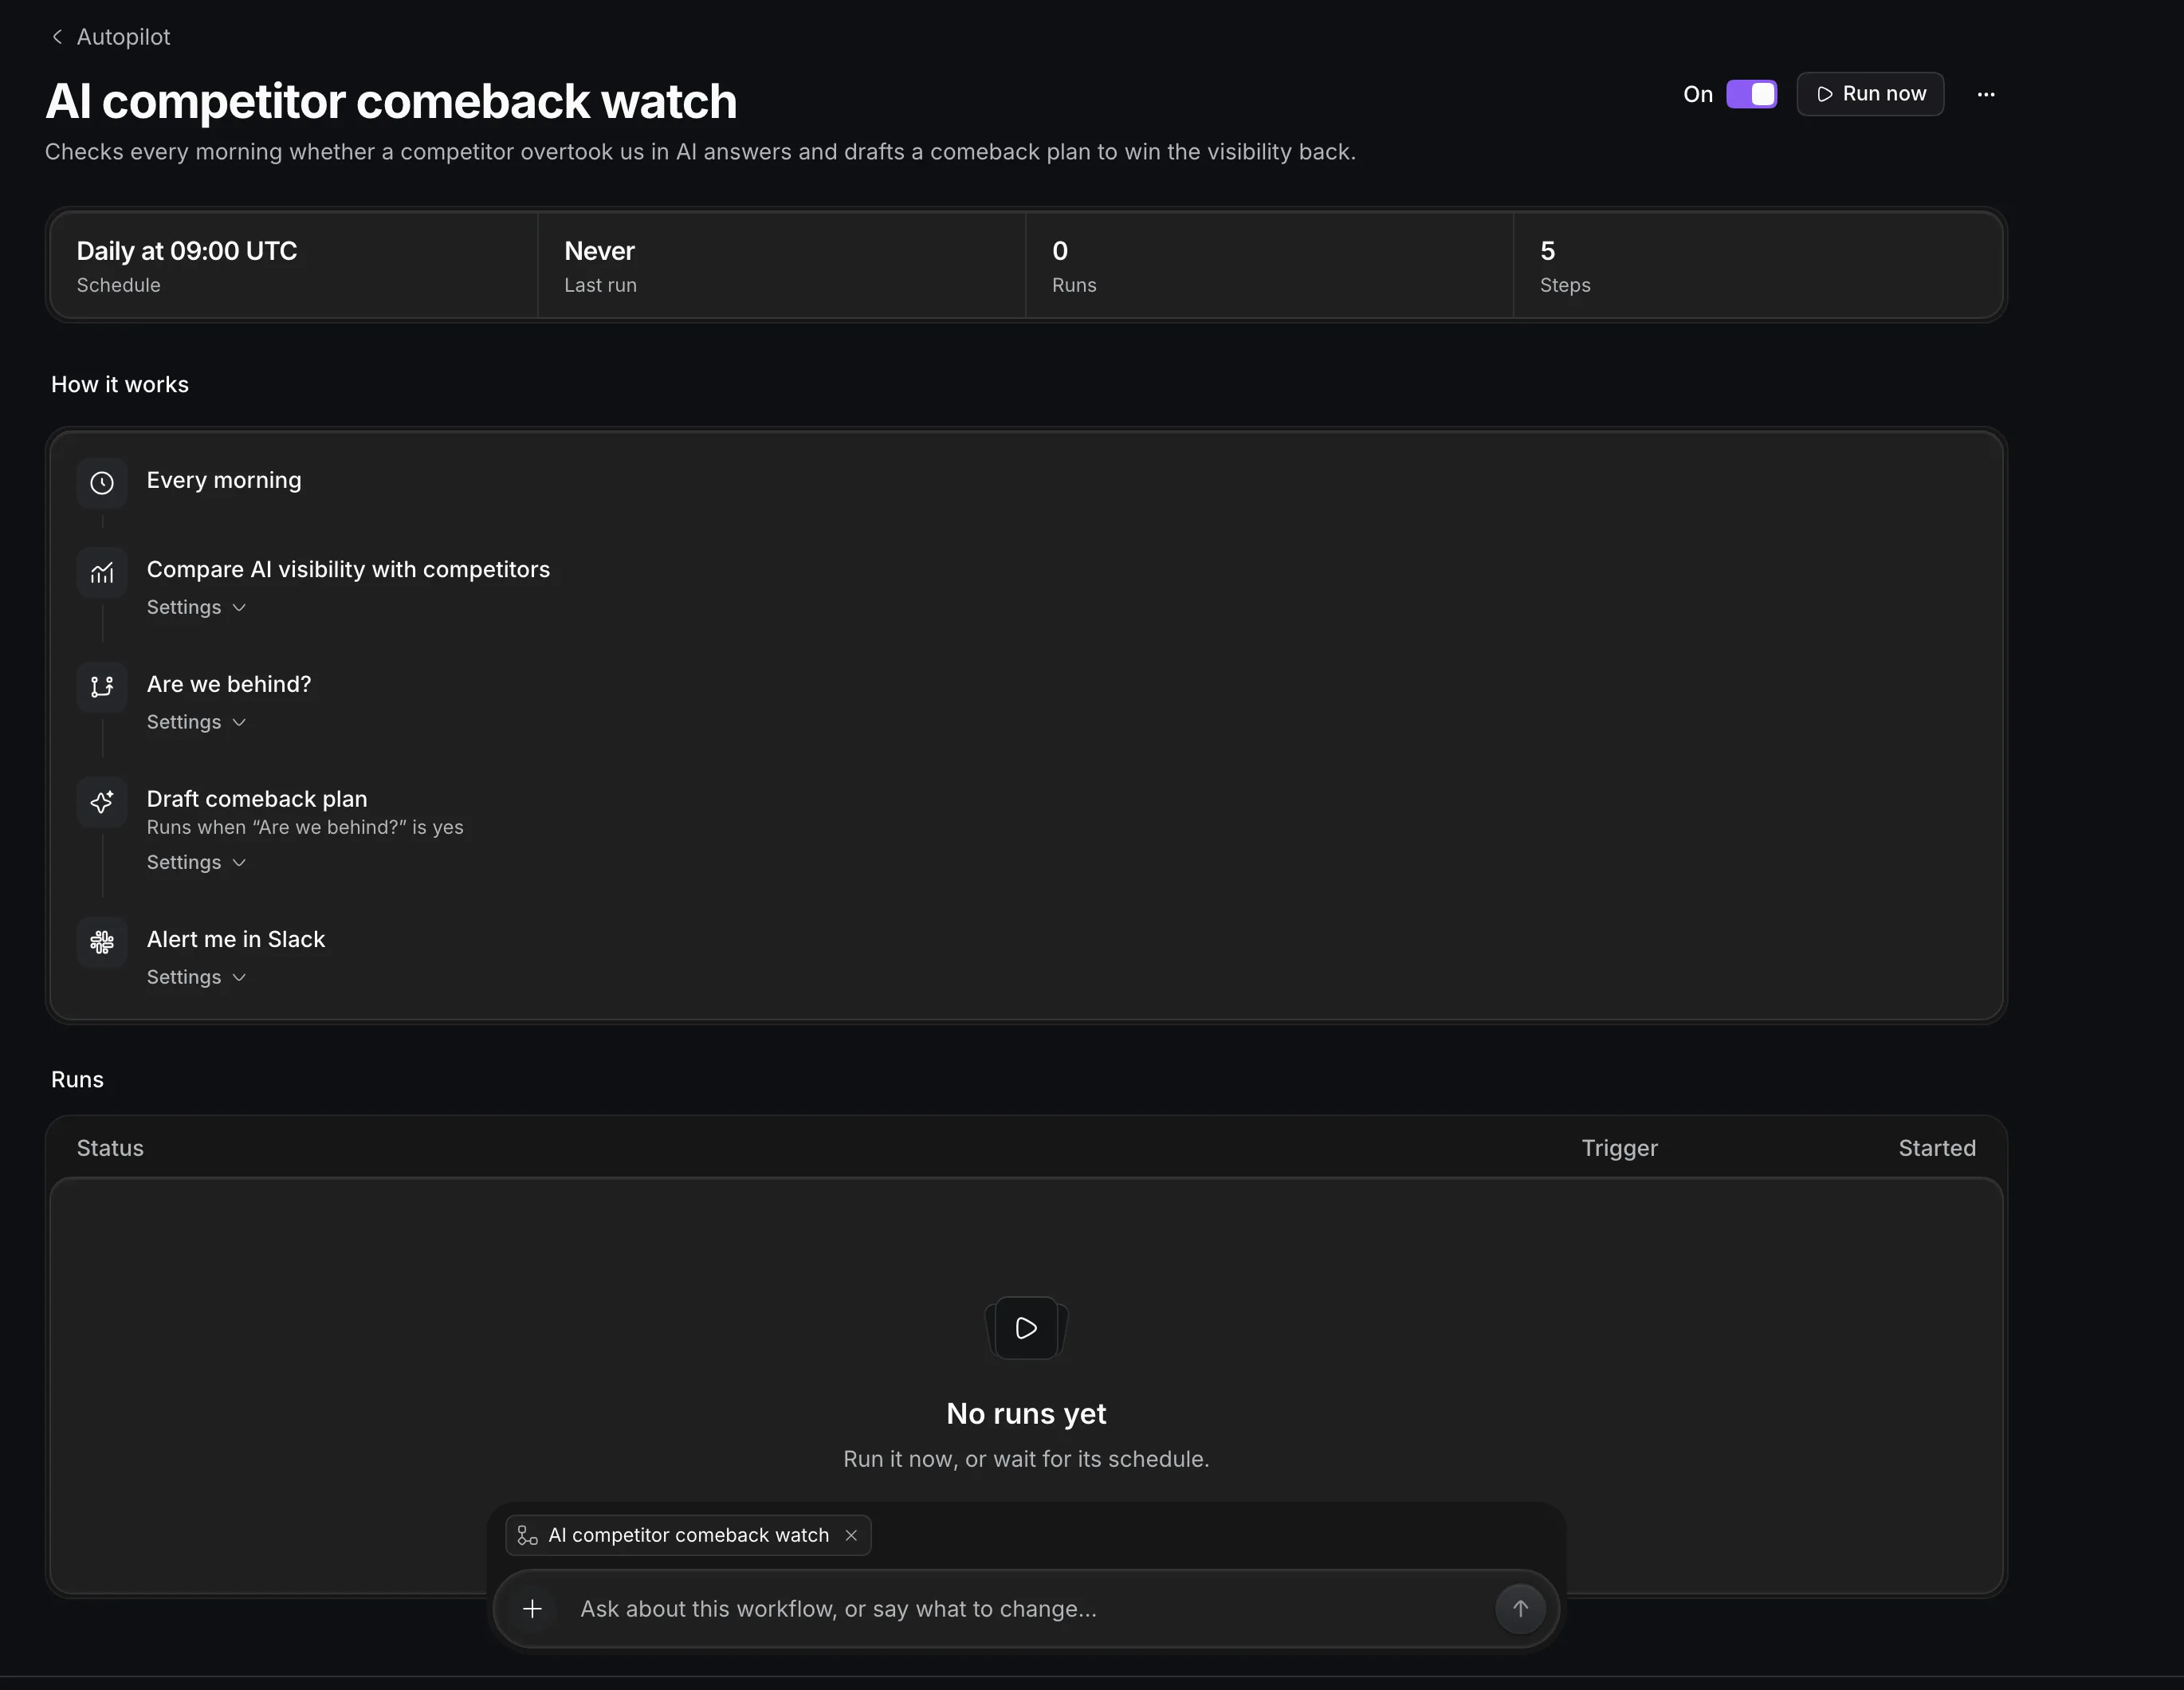 Autopilot
AI competitor comeback watch
On
Run now
Checks every morning whether a competitor overtook us in AI answers and drafts a comeback plan to win the visibility back.
Daily at 09:00 UTC
Schedule
Never
Last run
0
Runs
5
Steps
How it works
Every morning
Compare AI visibility with competitors
Settings
Are we behind?
Settings
Draft comeback plan
Runs when “Are we behind?” is yes
Settings
Alert me in Slack
Settings
Runs
Status
Trigger
Started
No runs yet
Run it now, or wait for its schedule.
AI competitor comeback watch
Ask about this workflow, or say what to change...